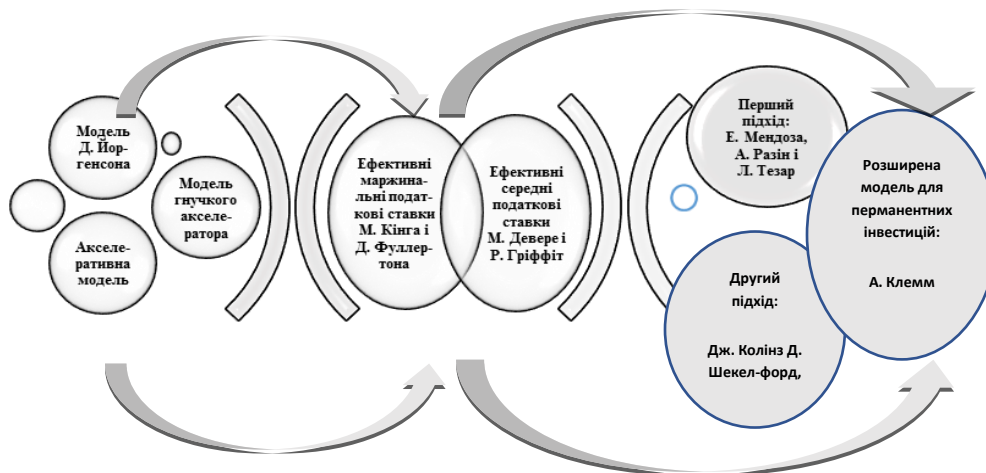 Модель
Д. Йор-
генсона
Модель
гнучкого
акселе-
ратора
Акселе-
ративна
модель
Ефективні
маржина-
льні подат-
кові ставки
М. Кінга і
Д. Фуллер-
тона
Ефективні
середні
податкові
ставки
М. Девере і
Р. Гріффіт
Перший
підхід:
Е. Мендоза,
А. Разін і
Л. Тезар
Другий
підхід:
Дж. Колінз Д.
Шекел-форд,
Розширена
модель для
перманентних
інвестицій:
А. Клемм